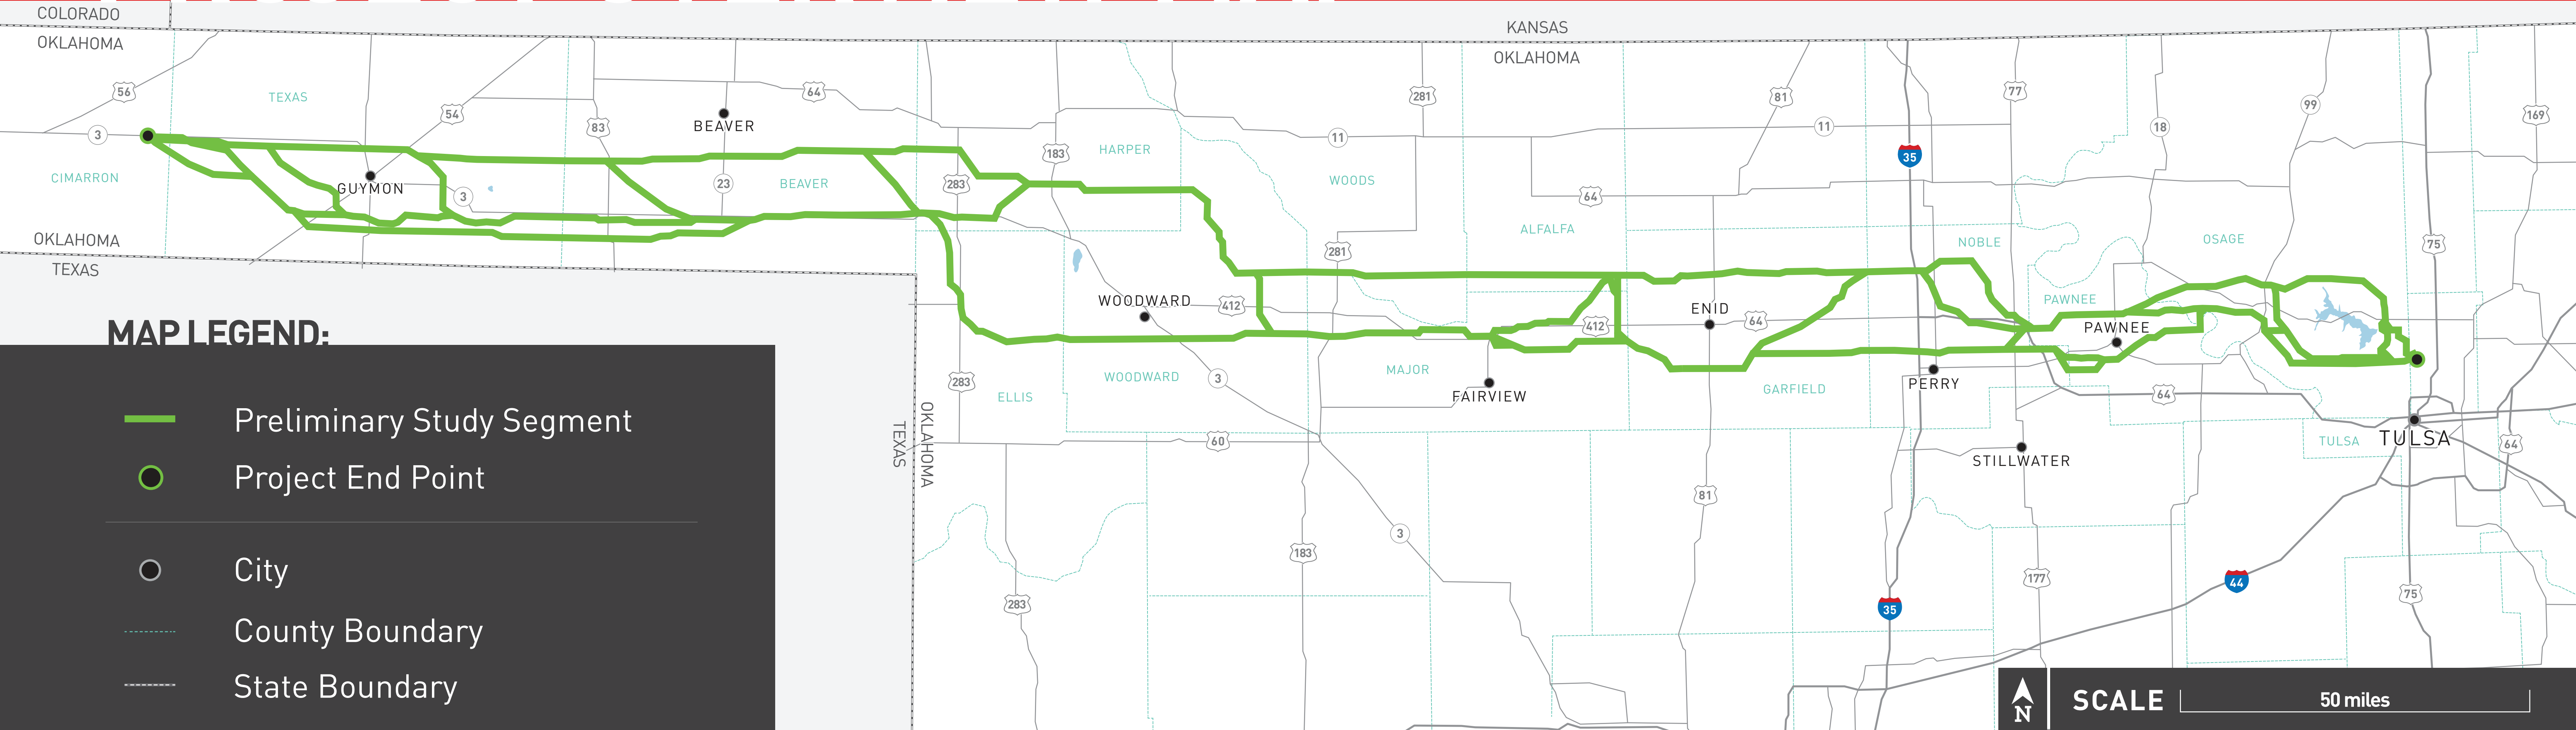 COLORADO
OKLAHOMA
KANSAS
OKLAHOMA
56
TEXAS
54
83
64
BEAVER
281
81
77
99
169
3
183
HARPER
11
11
18
35
CIMARRON
GUYMON
3
23
BEAVER
283
WOODS
64
ALFALFA
NOBLE
OSAGE
75
OKLAHOMA
TEXAS
281
WOODWARD
412
412
ENID
64
PAWNEE
PAWNEE
283
WOODWARD
3
MAJOR
FAIRVIEW
GARFIELD
PERRY
64
ELLIS
TEXAS
OKLAHOMA
60
STILLWATER
TULSA
TULSA
64
81
3
183
283
35
177
44
75
MAP LEGEND:
Preliminary Study Segment
Project End Point
City
County Boundary
State Boundary
N
SCALE
50 miles